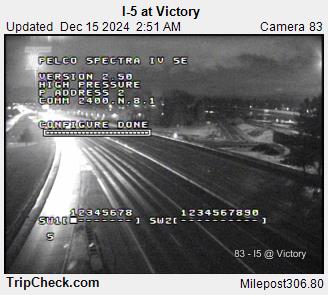 I-5 at Victory
Updated Dec 15 2024 2:51 AM Camera 83
PELCO SPECTRA IV SE
VERSION 2.50
HIGH PRESSURE
P ADDRESS 2
COMM 2400.N.8.1
CONFIGURE DONE
12345678 1234567890
SW1 SW2
S
83 - I5 @ Victory
TripCheck.com Milepost306.80